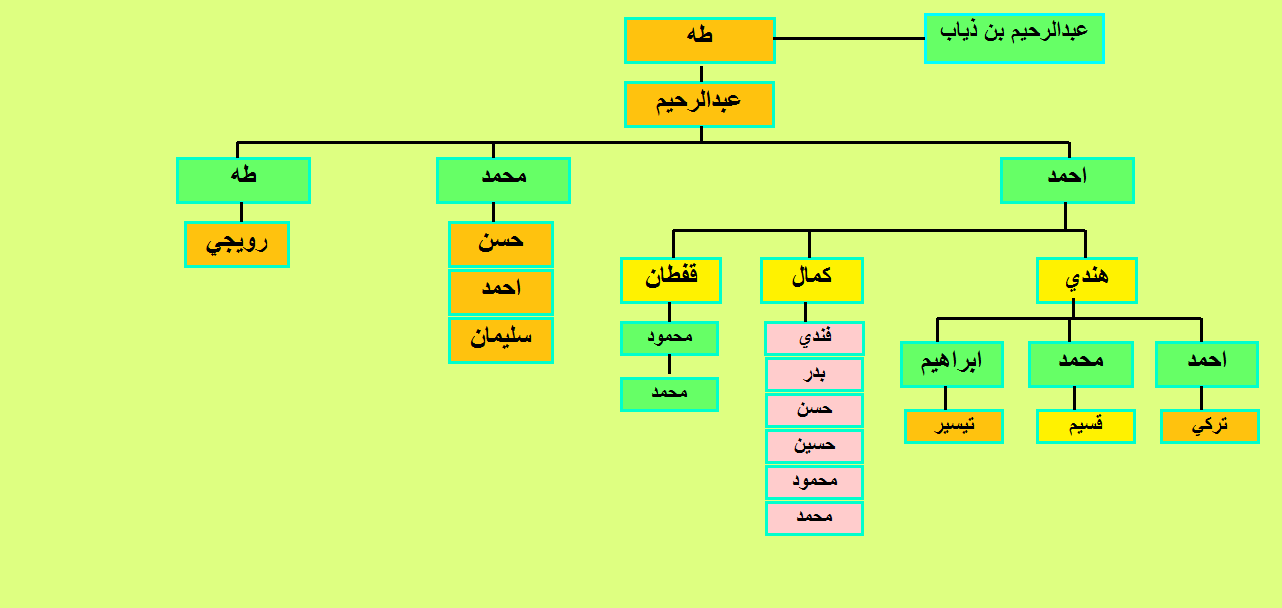 عبدالرحيم بن ذياب
طه
عبدالرحيم
احمد
محمد
طه
حسن
احمد
سليمان
رويجي
هندي
كمال
قفطان
احمد
محمد
ابراهيم
تركي
قسيم
تيسير
فندي
بدر
حسن
حسين
محمود
محمد
محمود
محمد